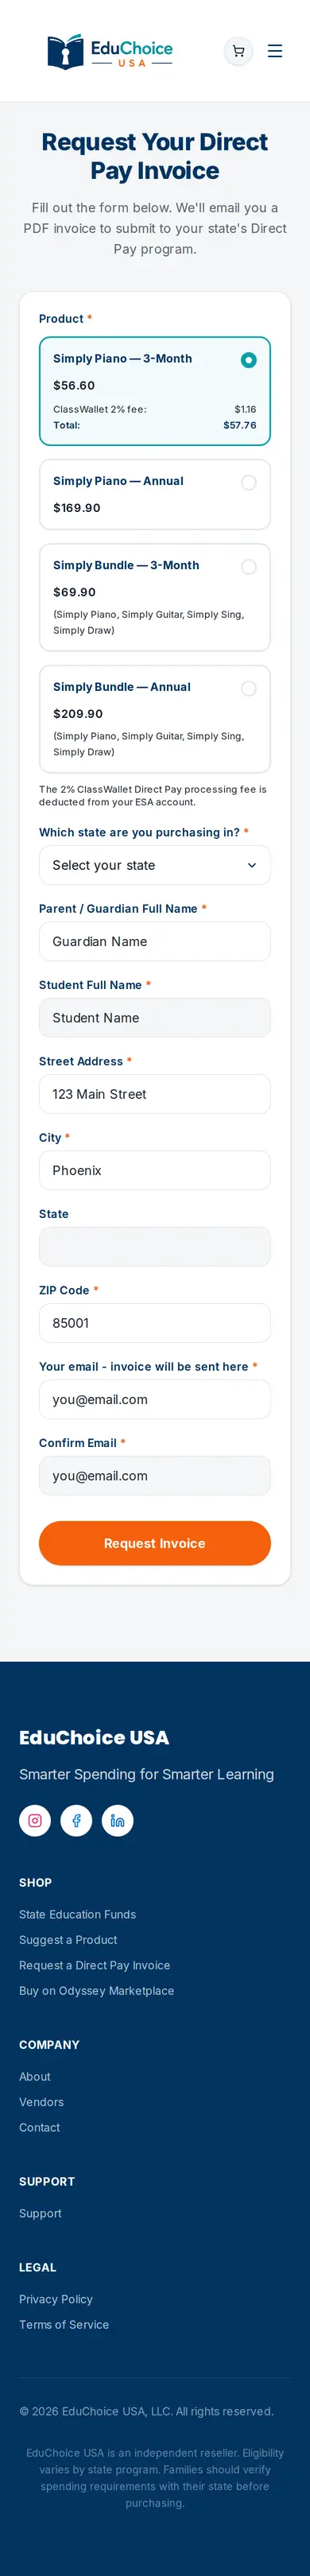 EduChoice
USA
Request Your Direct
Pay Invoice
Fill out the form below. We'll email you a
PDF invoice to submit to your state's Direct
Pay program.
Product *
Simply Piano — 3-Month
$56.60
ClassWallet 2% fee: $1.16
Total: $57.76
Simply Piano — Annual
$169.90
Simply Bundle — 3-Month
$69.90
(Simply Piano, Simply Guitar, Simply Sing,
Simply Draw)
Simply Bundle — Annual
$209.90
(Simply Piano, Simply Guitar, Simply Sing,
Simply Draw)
The 2% ClassWallet Direct Pay processing fee is
deducted from your ESA account.
Which state are you purchasing in? *
Select your state
Parent / Guardian Full Name *
Guardian Name
Student Full Name *
Student Name
Street Address *
123 Main Street
City *
Phoenix
State
ZIP Code *
85001
Your email - invoice will be sent here *
you@email.com
Confirm Email *
you@email.com
Request Invoice
EduChoice USA
Smarter Spending for Smarter Learning
SHOP
State Education Funds
Suggest a Product
Request a Direct Pay Invoice
Buy on Odyssey Marketplace
COMPANY
About
Vendors
Contact
SUPPORT
Support
LEGAL
Privacy Policy
Terms of Service
© 2026 EduChoice USA, LLC. All rights reserved.
EduChoice USA is an independent reseller. Eligibility
varies by state program. Families should verify
spending requirements with their state before
purchasing.